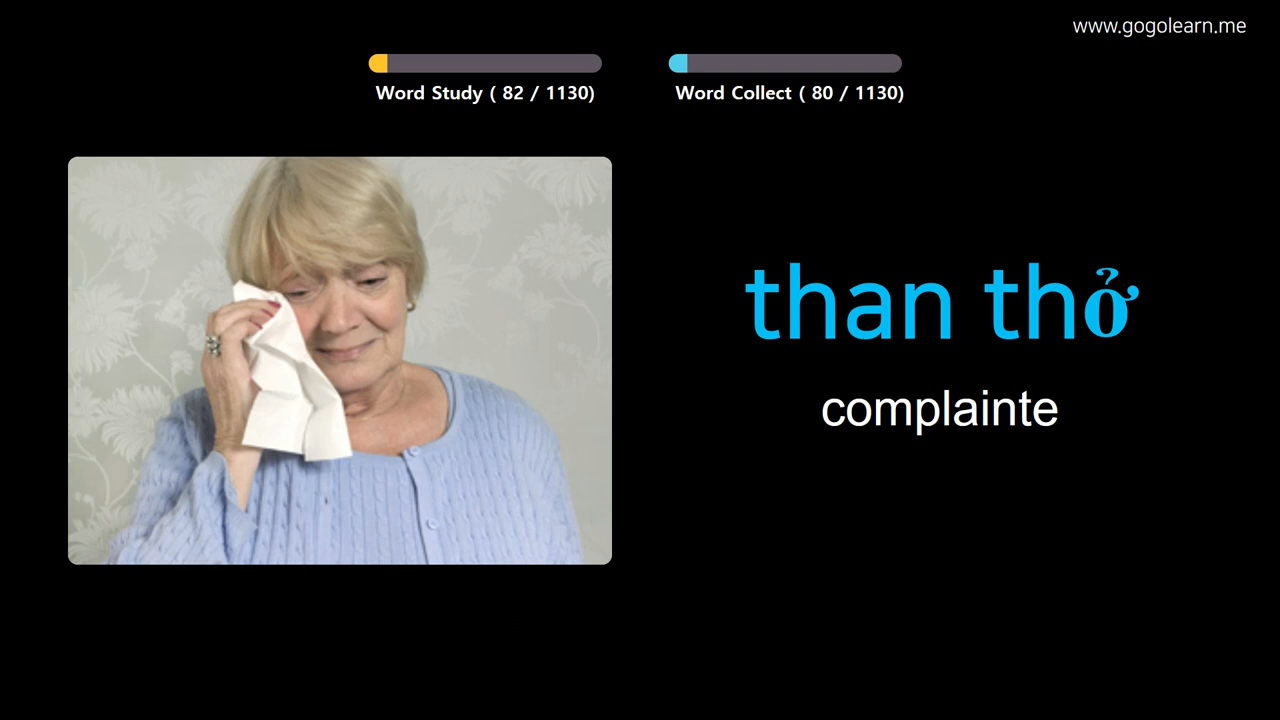 www.gogolearn.me
Word Study ( 82 / 1130)
Word Collect ( 80 / 1130)
than thở
complainte